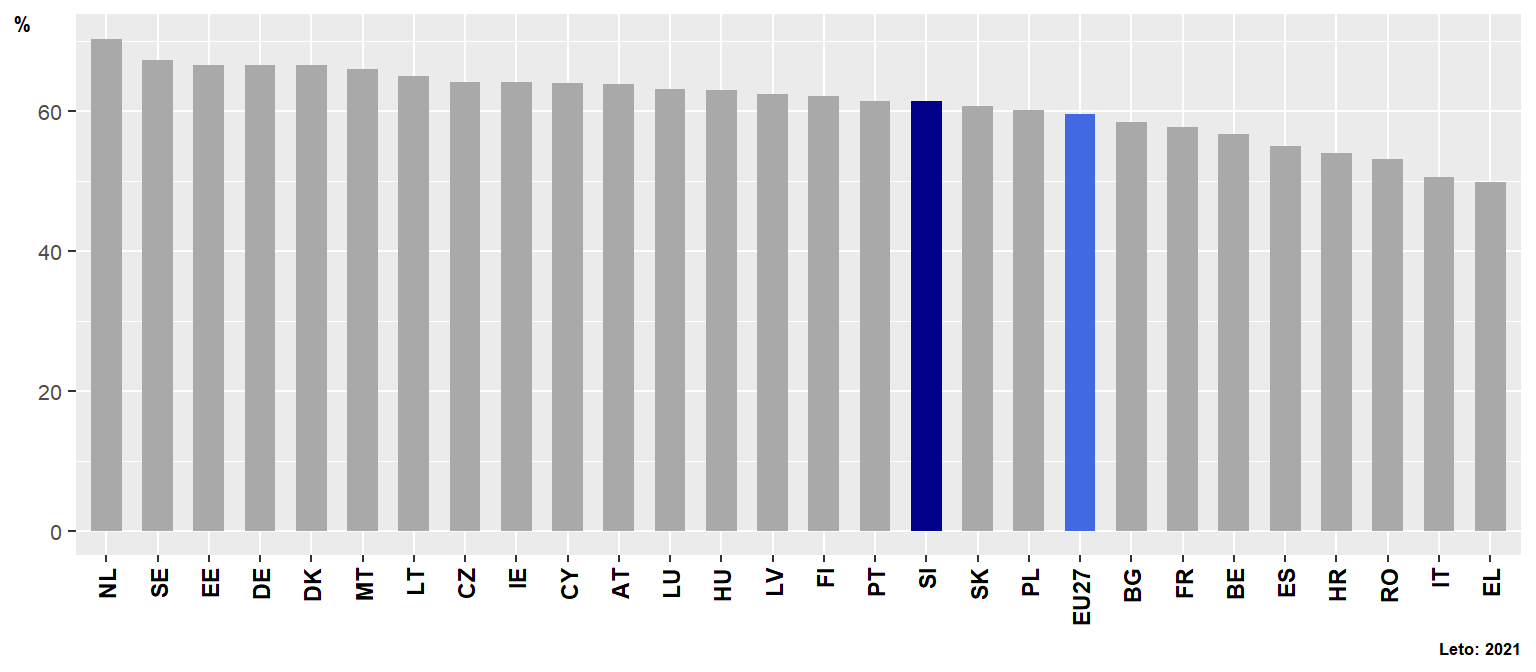 %
60
40
20
0
NL SE EE DE DK MT LT CZ IE CY AT LU HU LV FI PT SI SK PL EU27 BG FR BE ES HR RO IT EL
Leto: 2021